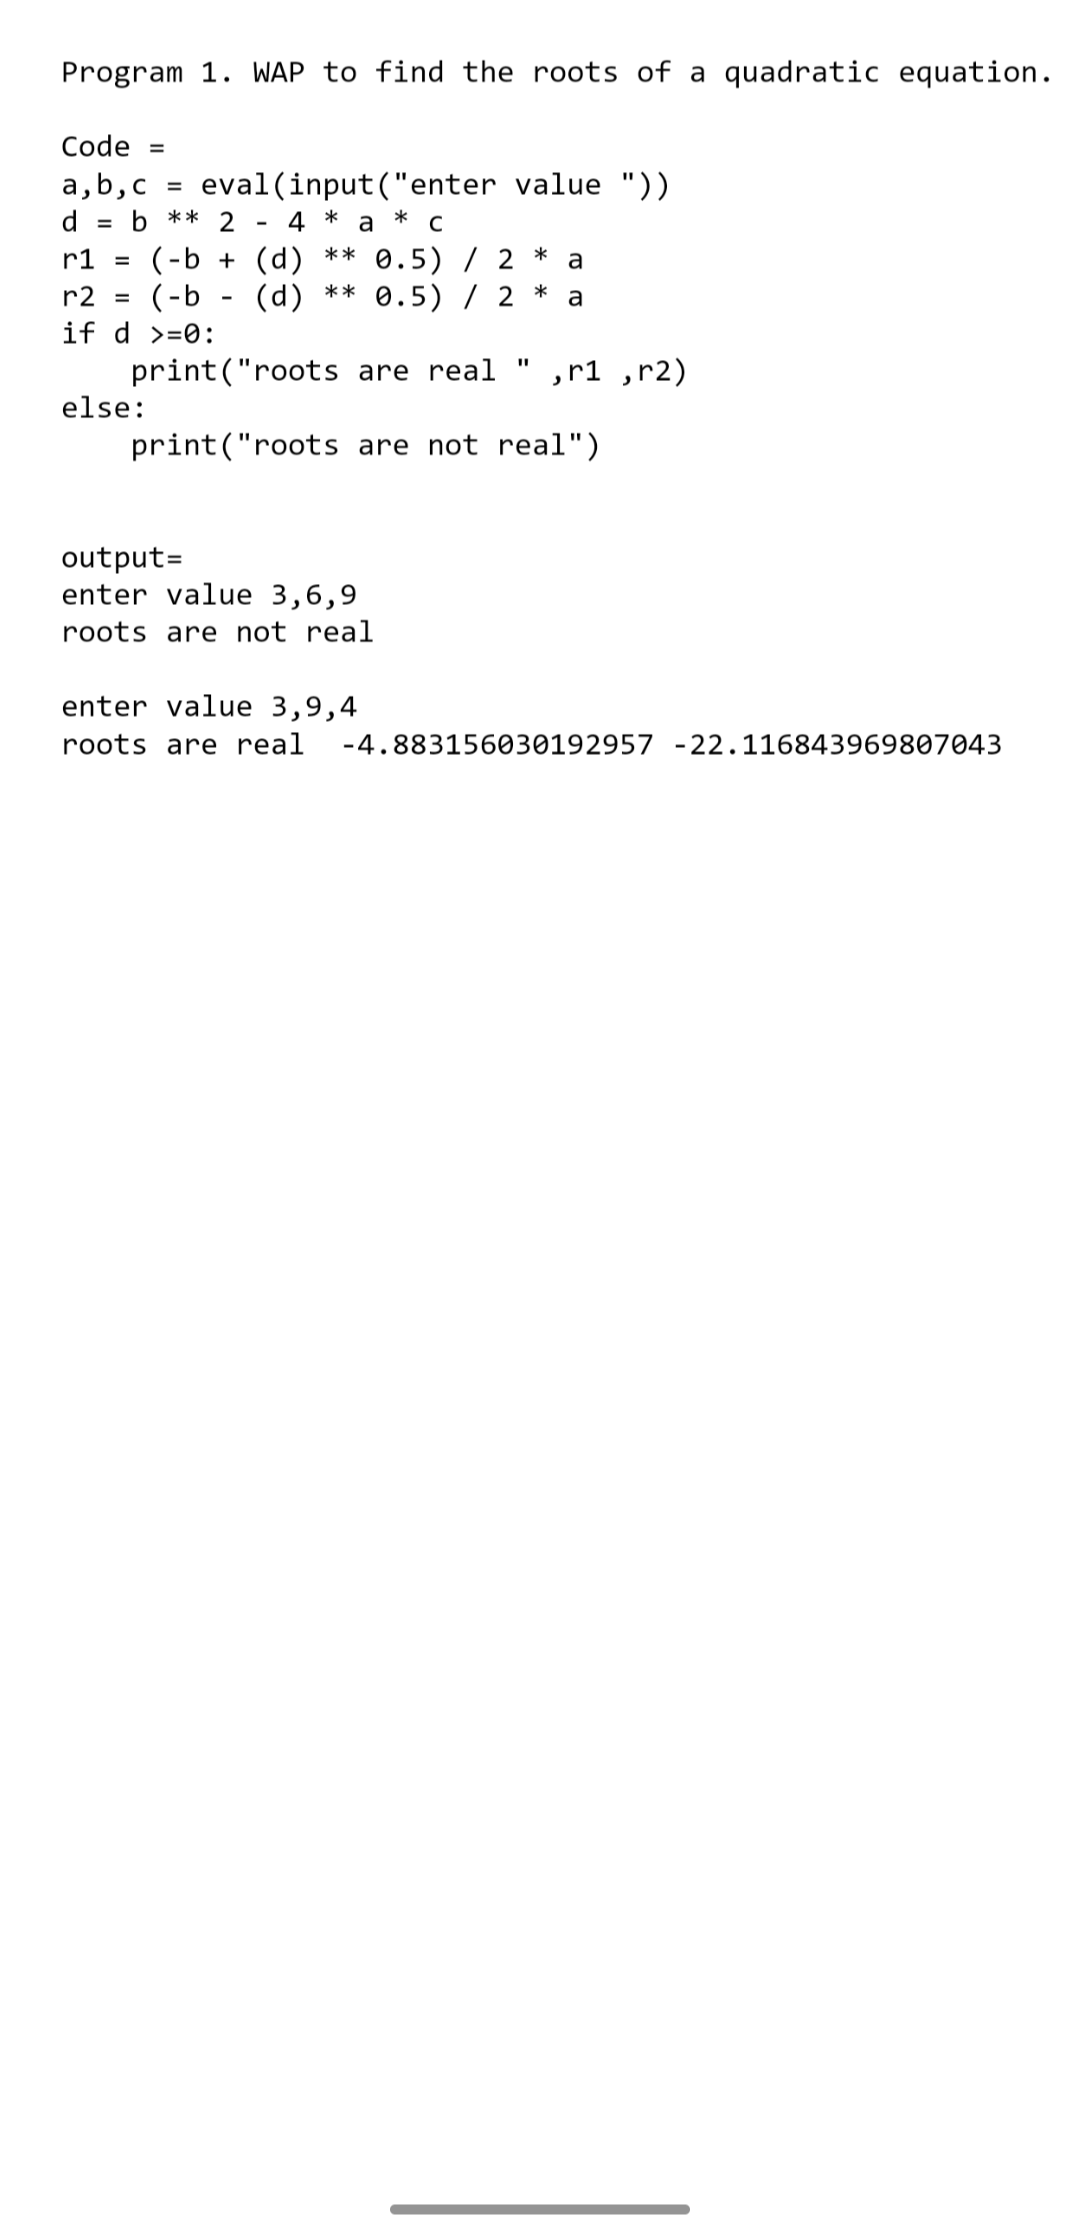 Program 1. WAP to find the roots of a quadratic equation.
Code =
a,b,c = eval(input("enter value "))
d = b ** 2 - 4 * a * c
r1 = (-b + (d) ** 0.5) / 2 * a
r2 = (-b - (d) ** 0.5) / 2 * a
if d >=0:
    print("roots are real " ,r1 ,r2)
else:
    print("roots are not real")
output=
enter value 3,6,9
roots are not real
enter value 3,9,4
roots are real  -4.883156030192957 -22.116843969807043